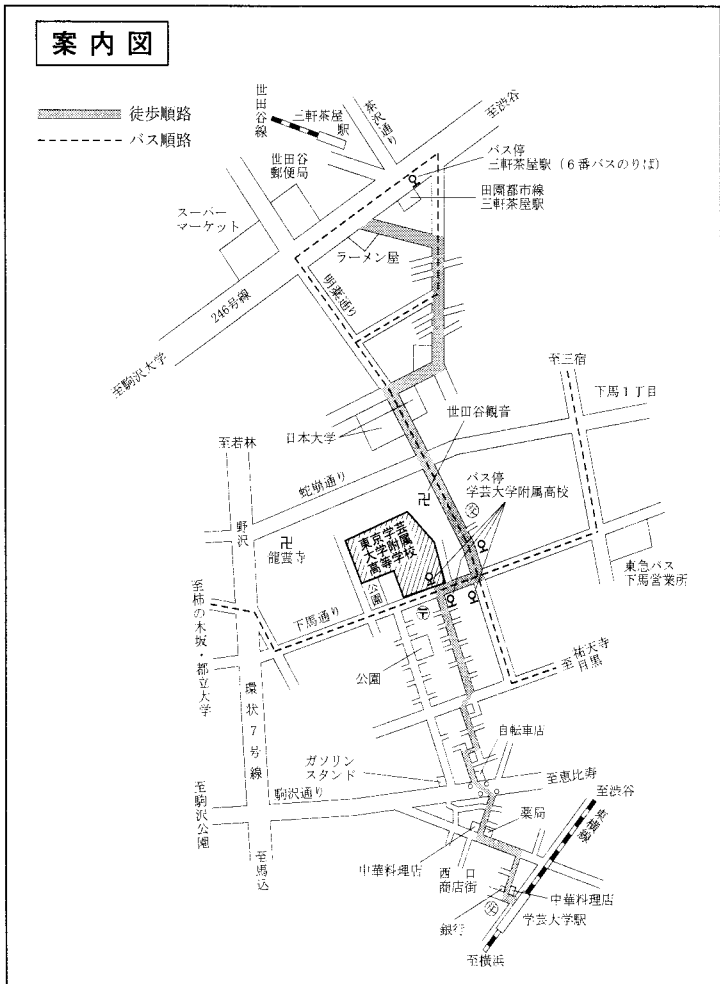 案内図
徒歩順路
バス順路
世田谷線
三軒茶屋駅
茶沢通り
至渋谷
バス停
三軒茶屋駅（6番バスのりば）
世田谷
郵便局
田園都市線
三軒茶屋駅
スーパー
マーケット
ラーメン屋
明薬通り
246号線
至駒沢大学
至三宿
下馬1丁目
世田谷観音
日本大学
至若林
蛇崩通り
バス停
学芸大学附属高校
卍
野沢
卍
龍雲寺
東京学芸
大学附属
高等学校
公園
東急バス
下馬営業所
至柿の木坂・都立大学
下馬通り
〒
公園
至祐天寺
目黒
環状7号線
自転車店
ガソリン
スタンド
至恵比寿
駒沢通り
至駒沢公園
至渋谷
東横線
薬局
至馬込
中華料理店
西口
商店街
中華料理店
銀行
学芸大学駅
至横浜